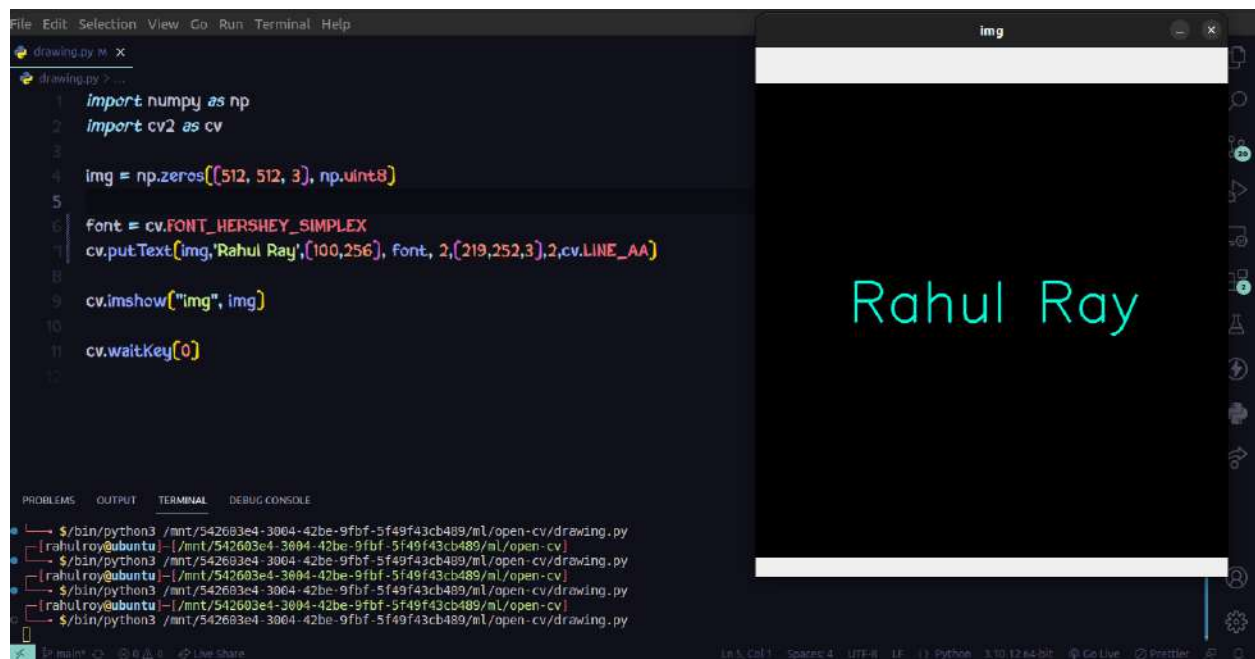 File Edit Selection View Go Run Terminal Help
drawing.py M X
drawing.py > ...
1 import numpy as np
2 import cv2 as cv
3
4 img = np.zeros((512, 512, 3), np.uint8)
5
6 font = cv.FONT_HERSHEY_SIMPLEX
7 cv.putText(img,'Rahul Ray',(100,256), font, 2,(219,252,3),2,cv.LINE_AA)
8
9 cv.imshow("img", img)
10
11 cv.waitKey(0)
12
img
Rahul Ray
20
2
PROBLEMS OUTPUT TERMINAL DEBUG CONSOLE
$/bin/python3 /mnt/542603e4-3004-42be-9fbf-5f49f43cb489/ml/open-cv/drawing.py
[rahulroy@ubuntu]-[/mnt/542603e4-3004-42be-9fbf-5f49f43cb489/ml/open-cv]
$/bin/python3 /mnt/542603e4-3004-42be-9fbf-5f49f43cb489/ml/open-cv/drawing.py
[rahulroy@ubuntu]-[/mnt/542603e4-3004-42be-9fbf-5f49f43cb489/ml/open-cv]
$/bin/python3 /mnt/542603e4-3004-42be-9fbf-5f49f43cb489/ml/open-cv/drawing.py
[rahulroy@ubuntu]-[/mnt/542603e4-3004-42be-9fbf-5f49f43cb489/ml/open-cv]
$/bin/python3 /mnt/542603e4-3004-42be-9fbf-5f49f43cb489/ml/open-cv/drawing.py
main* 0 0 Live Share Ln 5, Col 1 Spaces: 4 UTF-8 LF Python 3.10.12 64-bit Go Live Prettier